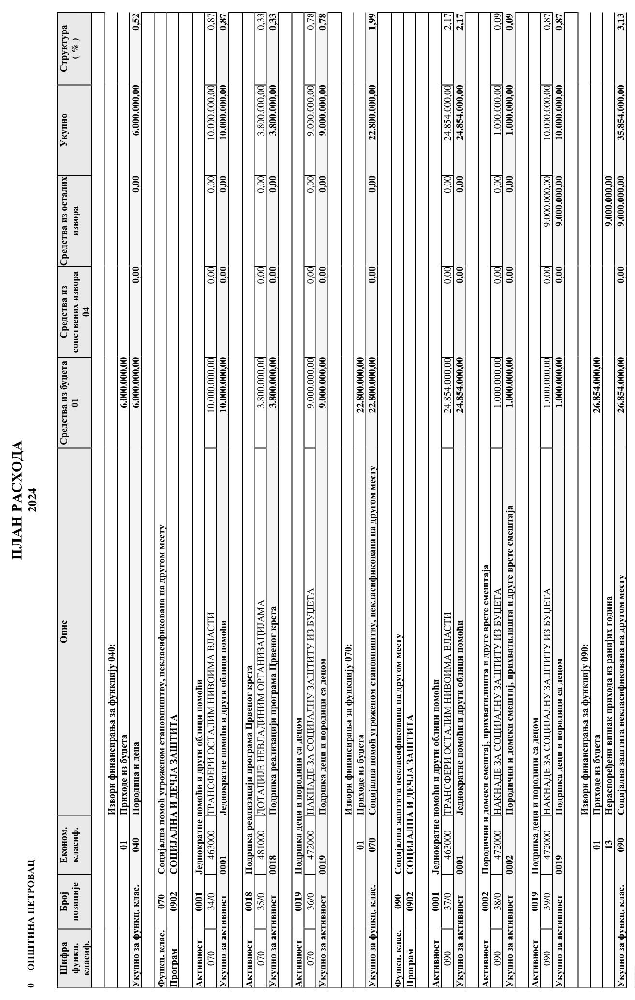 ПЛАН РАСХОДА
2024
0 ОПШТИНА ПЕТРОВАЦ
Шифра функц. класиф. Број позиције Економ. класиф. Опис Средства из буџета 01 Средства из сопствених извора 04 Средства из осталих извора Укупно Структура ( % )
Извори финансирања за функцију 040:
01 Приходе из буџета 6.000.000,00
Укупно за функц. клас. 040 Породица и деца 6.000.000,00 0,00 0,00 6.000.000,00 0,52
Функц. клас. 070 Социјална помоћ угроженом становништву, некласификована на другом месту
Програм 0902 СОЦИЈАЛНА И ДЕЧЈА ЗАШТИТА
Активност 0001 Једнократне помоћи и други облици помоћи
070 34/0 463000 ТРАНСФЕРИ ОСТАЛИМ НИВОИМА ВЛАСТИ 10.000.000,00 0,00 0,00 10.000.000,00 0,87
Укупно за активност 0001 Једнократне помоћи и други облици помоћи 10.000.000,00 0,00 0,00 10.000.000,00 0,87
Активност 0018 Подршка реализацији програма Црвеног крста
070 35/0 481000 ДОТАЦИЈЕ НЕВЛАДИНИМ ОРГАНИЗАЦИЈАМА 3.800.000,00 0,00 0,00 3.800.000,00 0,33
Укупно за активност 0018 Подршка реализацији програма Црвеног крста 3.800.000,00 0,00 0,00 3.800.000,00 0,33
Активност 0019 Подршка деци и породици са децом
070 36/0 472000 НАКНАДЕ ЗА СОЦИЈАЛНУ ЗАШТИТУ ИЗ БУЏЕТА 9.000.000,00 0,00 0,00 9.000.000,00 0,78
Укупно за активност 0019 Подршка деци и породици са децом 9.000.000,00 0,00 0,00 9.000.000,00 0,78
Извори финансирања за функцију 070:
01 Приходе из буџета 22.800.000,00
Укупно за функц. клас. 070 Социјална помоћ угроженом становништву, некласификована на другом месту 22.800.000,00 0,00 0,00 22.800.000,00 1,99
Функц. клас. 090 Социјална заштита некласификована на другом месту
Програм 0902 СОЦИЈАЛНА И ДЕЧЈА ЗАШТИТА
Активност 0001 Једнократне помоћи и други облици помоћи
090 37/0 463000 ТРАНСФЕРИ ОСТАЛИМ НИВОИМА ВЛАСТИ 24.854.000,00 0,00 0,00 24.854.000,00 2,17
Укупно за активност 0001 Једнократне помоћи и други облици помоћи 24.854.000,00 0,00 0,00 24.854.000,00 2,17
Активност 0002 Породични и домски смештај, прихватилишта и друге врсте смештаја
090 38/0 472000 НАКНАДЕ ЗА СОЦИЈАЛНУ ЗАШТИТУ ИЗ БУЏЕТА 1.000.000,00 0,00 0,00 1.000.000,00 0,09
Укупно за активност 0002 Породични и домски смештај, прихватилишта и друге врсте смештаја 1.000.000,00 0,00 0,00 1.000.000,00 0,09
Активност 0019 Подршка деци и породици са децом
090 39/0 472000 НАКНАДЕ ЗА СОЦИЈАЛНУ ЗАШТИТУ ИЗ БУЏЕТА 1.000.000,00 0,00 9.000.000,00 10.000.000,00 0,87
Укупно за активност 0019 Подршка деци и породици са децом 1.000.000,00 0,00 9.000.000,00 10.000.000,00 0,87
Извори финансирања за функцију 090:
01 Приходе из буџета 26.854.000,00
13 Нераспоређени вишак прихода из ранијих година 9.000.000,00
Укупно за функц. клас. 090 Социјална заштита некласификована на другом месту 26.854.000,00 0,00 9.000.000,00 35.854.000,00 3,13